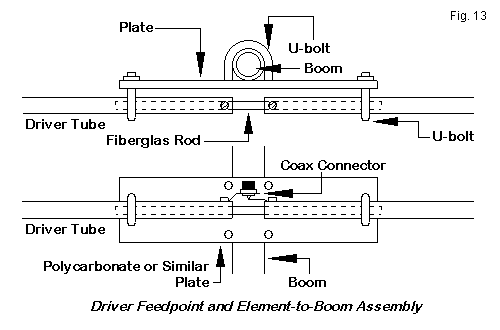 Fig. 13
Plate
U-bolt
Boom
Driver Tube
Fiberglas Rod
U-bolt
Coax Connector
Driver Tube
Polycarbonate or Similar
Plate
Boom
Driver Feedpoint and Element-to-Boom Assembly